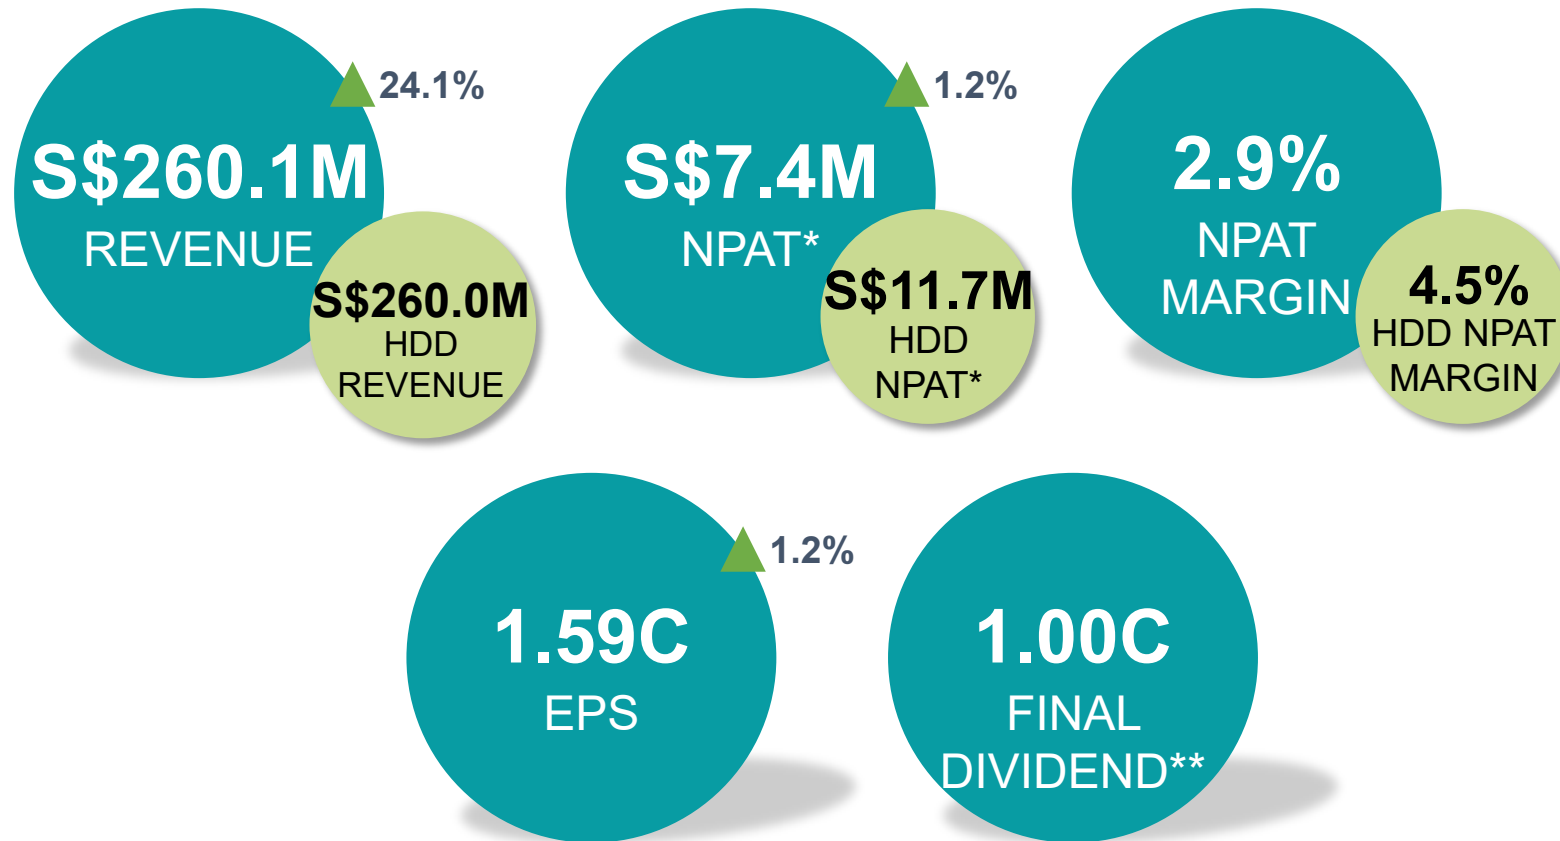 24.1%
S$260.1M
REVENUE
S$260.0M
HDD
REVENUE
1.2%
S$7.4M
NPAT*
S$11.7M
HDD
NPAT*
2.9%
NPAT
MARGIN
4.5%
HDD NPAT
MARGIN
1.2%
1.59C
EPS
1.00C
FINAL
DIVIDEND**